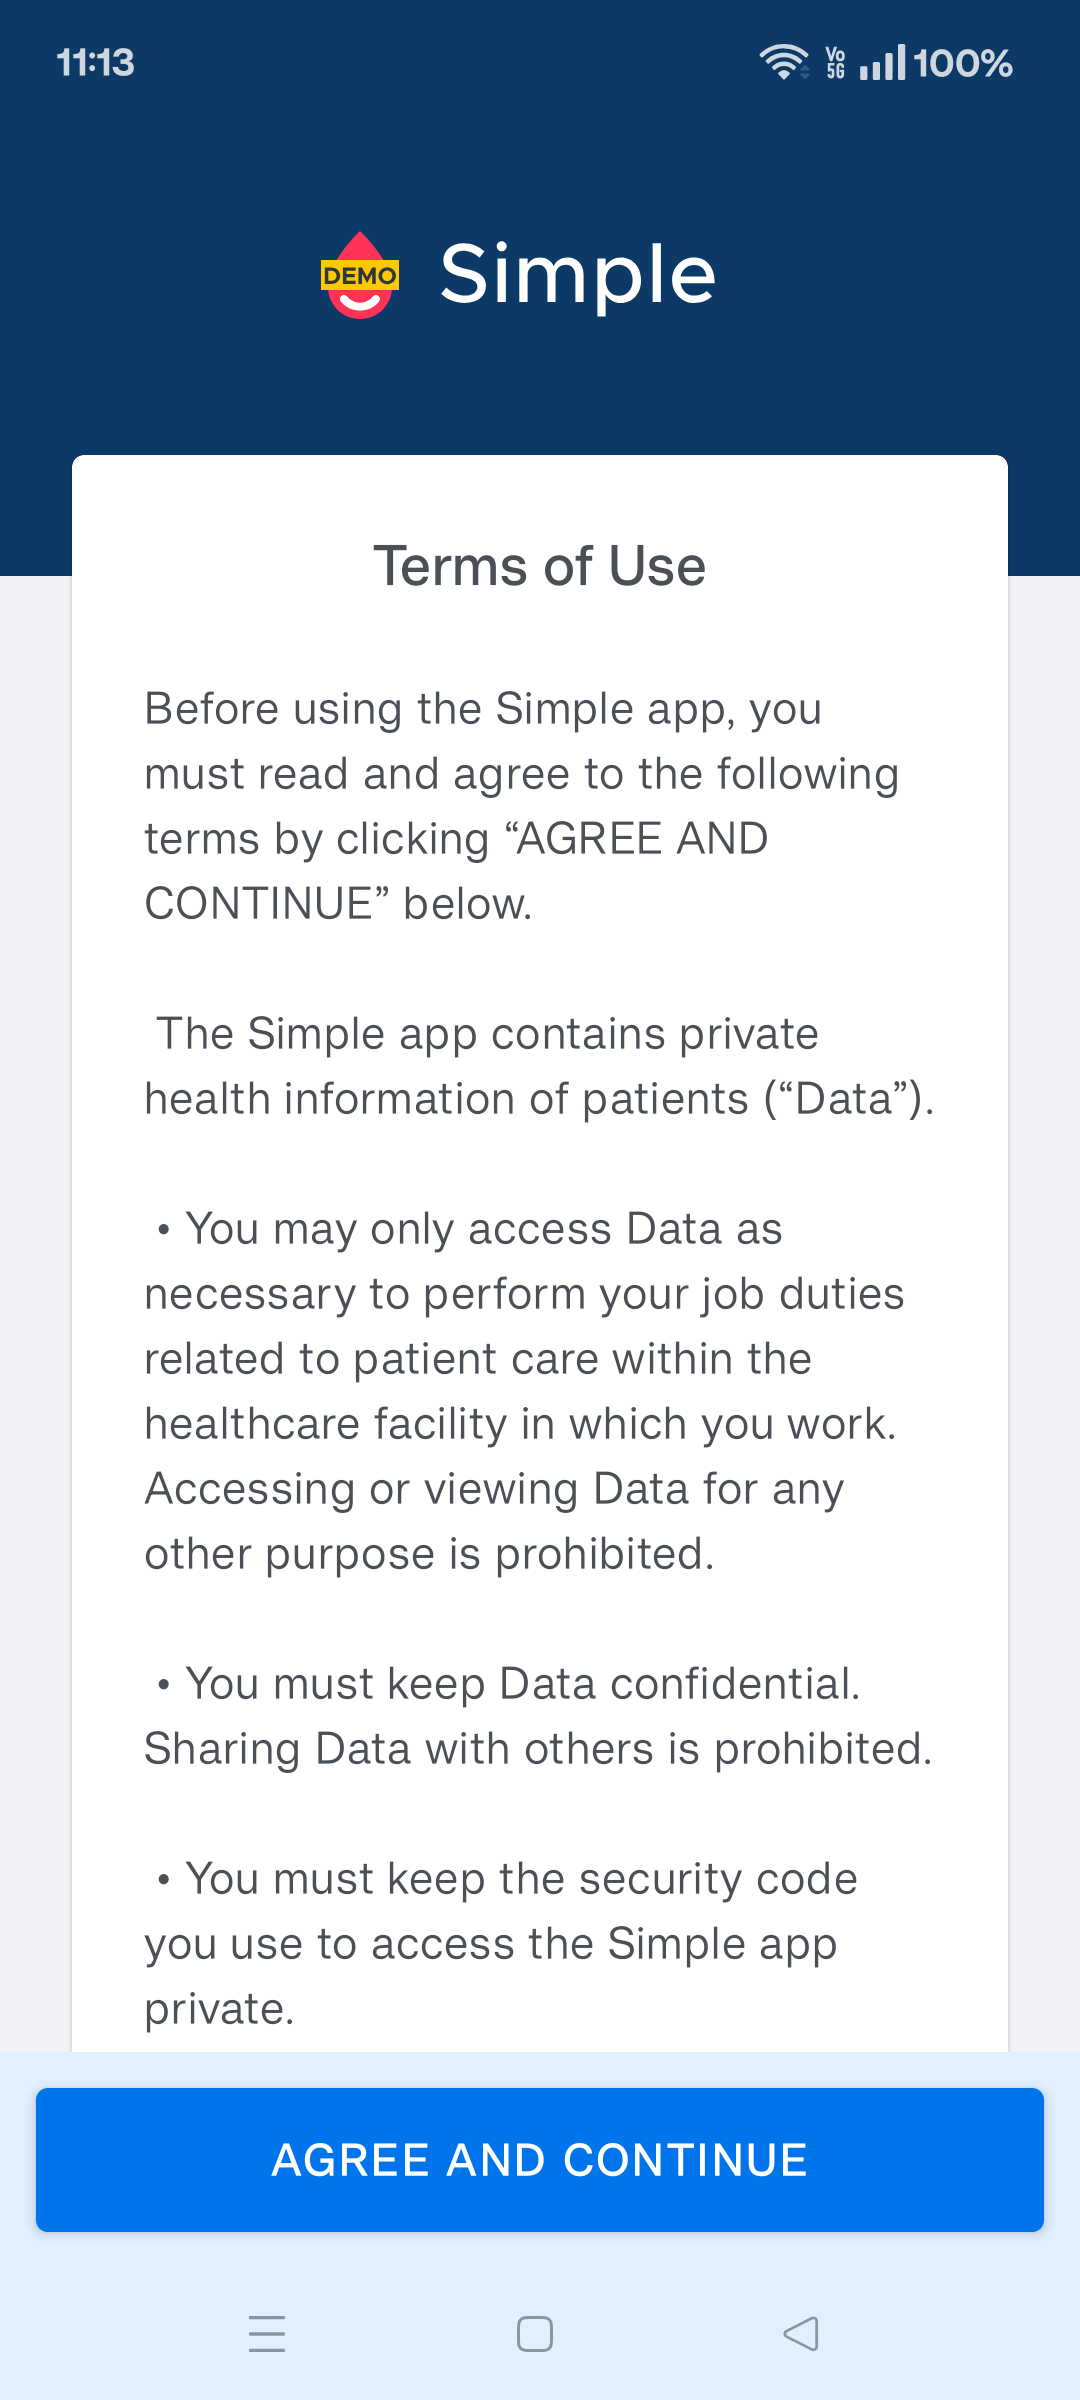 11:13
Vo
5G
100%
DEMO
Simple
Terms of Use
Before using the Simple app, you
must read and agree to the following
terms by clicking “AGREE AND
CONTINUE” below.
The Simple app contains private
health information of patients (“Data”).
• You may only access Data as
necessary to perform your job duties
related to patient care within the
healthcare facility in which you work.
Accessing or viewing Data for any
other purpose is prohibited.
• You must keep Data confidential.
Sharing Data with others is prohibited.
• You must keep the security code
you use to access the Simple app
private.
AGREE AND CONTINUE